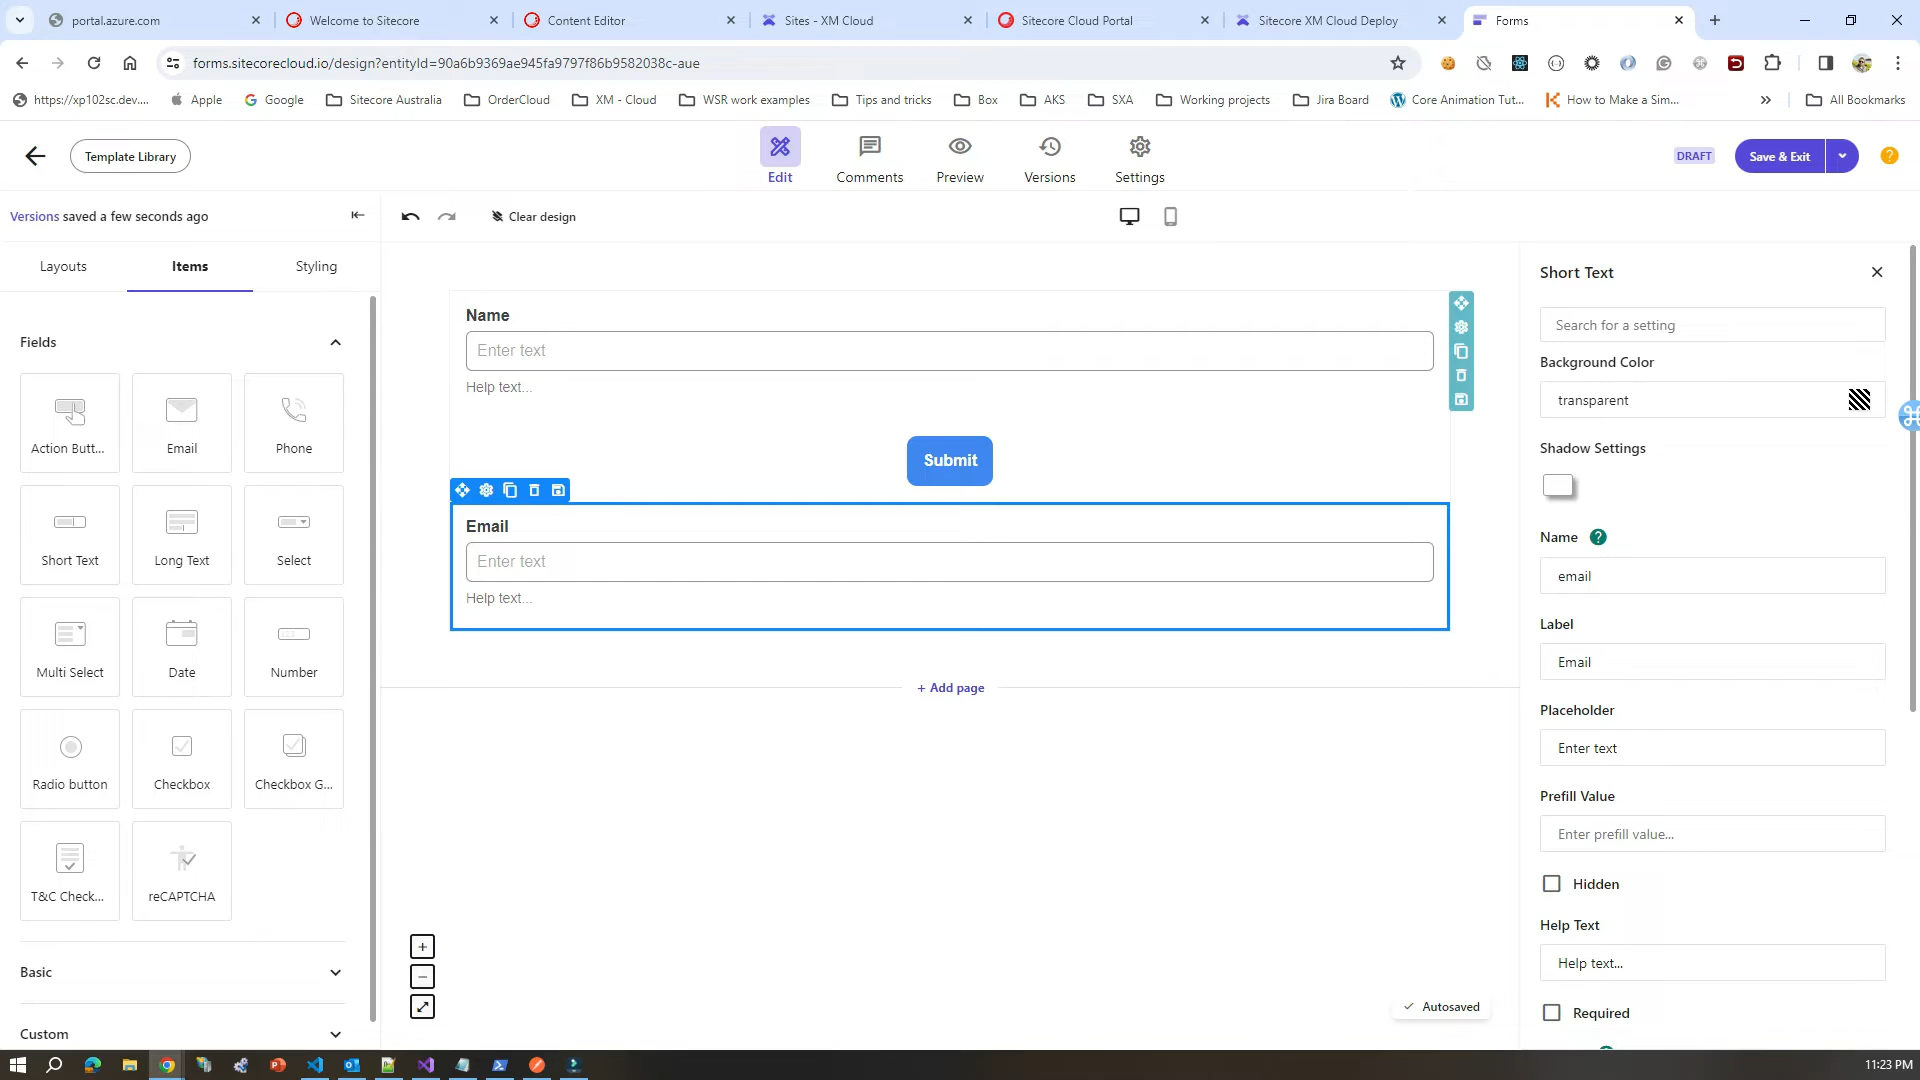 portal.azure.com
Welcome to Sitecore
Content Editor
Sites - XM Cloud
Sitecore Cloud Portal
Sitecore XM Cloud Deploy
Forms
forms.sitecorecloud.io/design?entityId=90a6b9369ae945fa9797f86b9582038c-aue
https://xp102sc.dev....
Apple
Google
Sitecore Australia
OrderCloud
XM - Cloud
WSR work examples
Tips and tricks
Box
AKS
SXA
Working projects
Jira Board
Core Animation Tut...
How to Make a Sim...
All Bookmarks
Template Library
Edit
Comments
Preview
Versions
Settings
DRAFT
Save & Exit
Versions saved a few seconds ago
Clear design
Layouts
Items
Styling
Fields
Action Butt...
Email
Phone
Short Text
Long Text
Select
Multi Select
Date
Number
Radio button
Checkbox
Checkbox G...
T&C Check...
reCAPTCHA
Basic
Custom
Name
Enter text
Help text...
Submit
Email
Enter text
Help text...
+ Add page
Autosaved
Short Text
Search for a setting
Background Color
transparent
Shadow Settings
Name
email
Label
Email
Placeholder
Enter text
Prefill Value
Enter prefill value...
Hidden
Help Text
Help text...
Required
11:23 PM